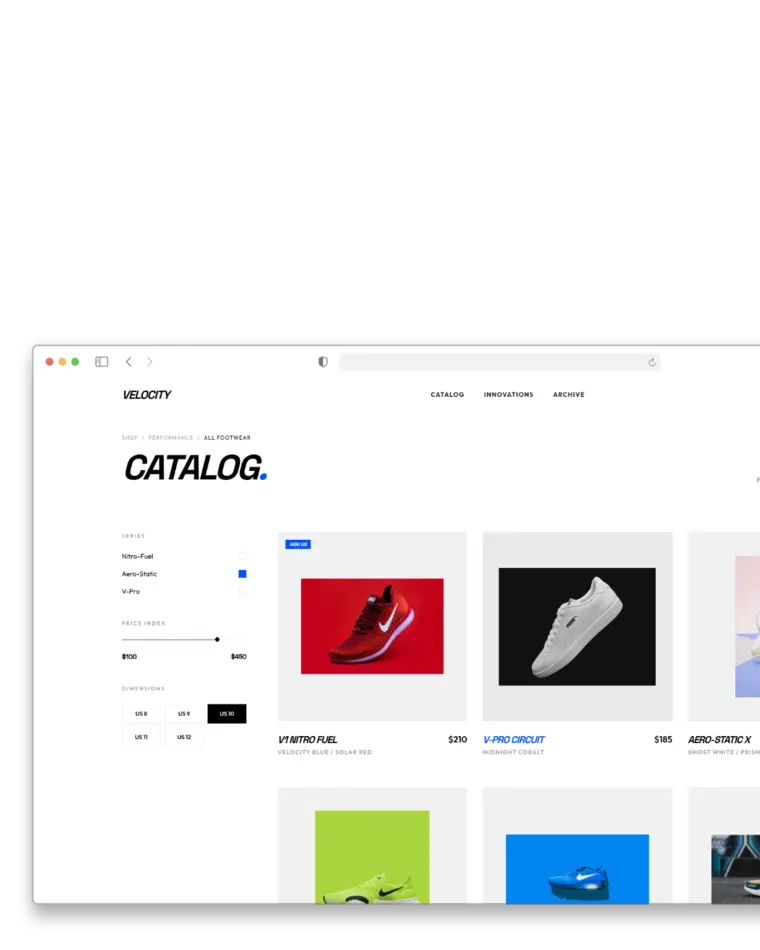 VELOCITY
CATALOG INNOVATIONS ARCHIVE
SHOP / PERFORMANCE / ALL FOOTWEAR
CATALOG.
SERIES
Nitro-Fuel
Aero-Static
V-Pro
PRICE INDEX
$100 $450
DIMENSIONS
US 8 US 9 US 10
US 11 US 12
V1 NITRO FUEL $210
VELOCITY BLUE / SOLAR RED
V-PRO CIRCUIT $185
MIDNIGHT COBALT
AERO-STATIC X
GHOST WHITE / PRISM